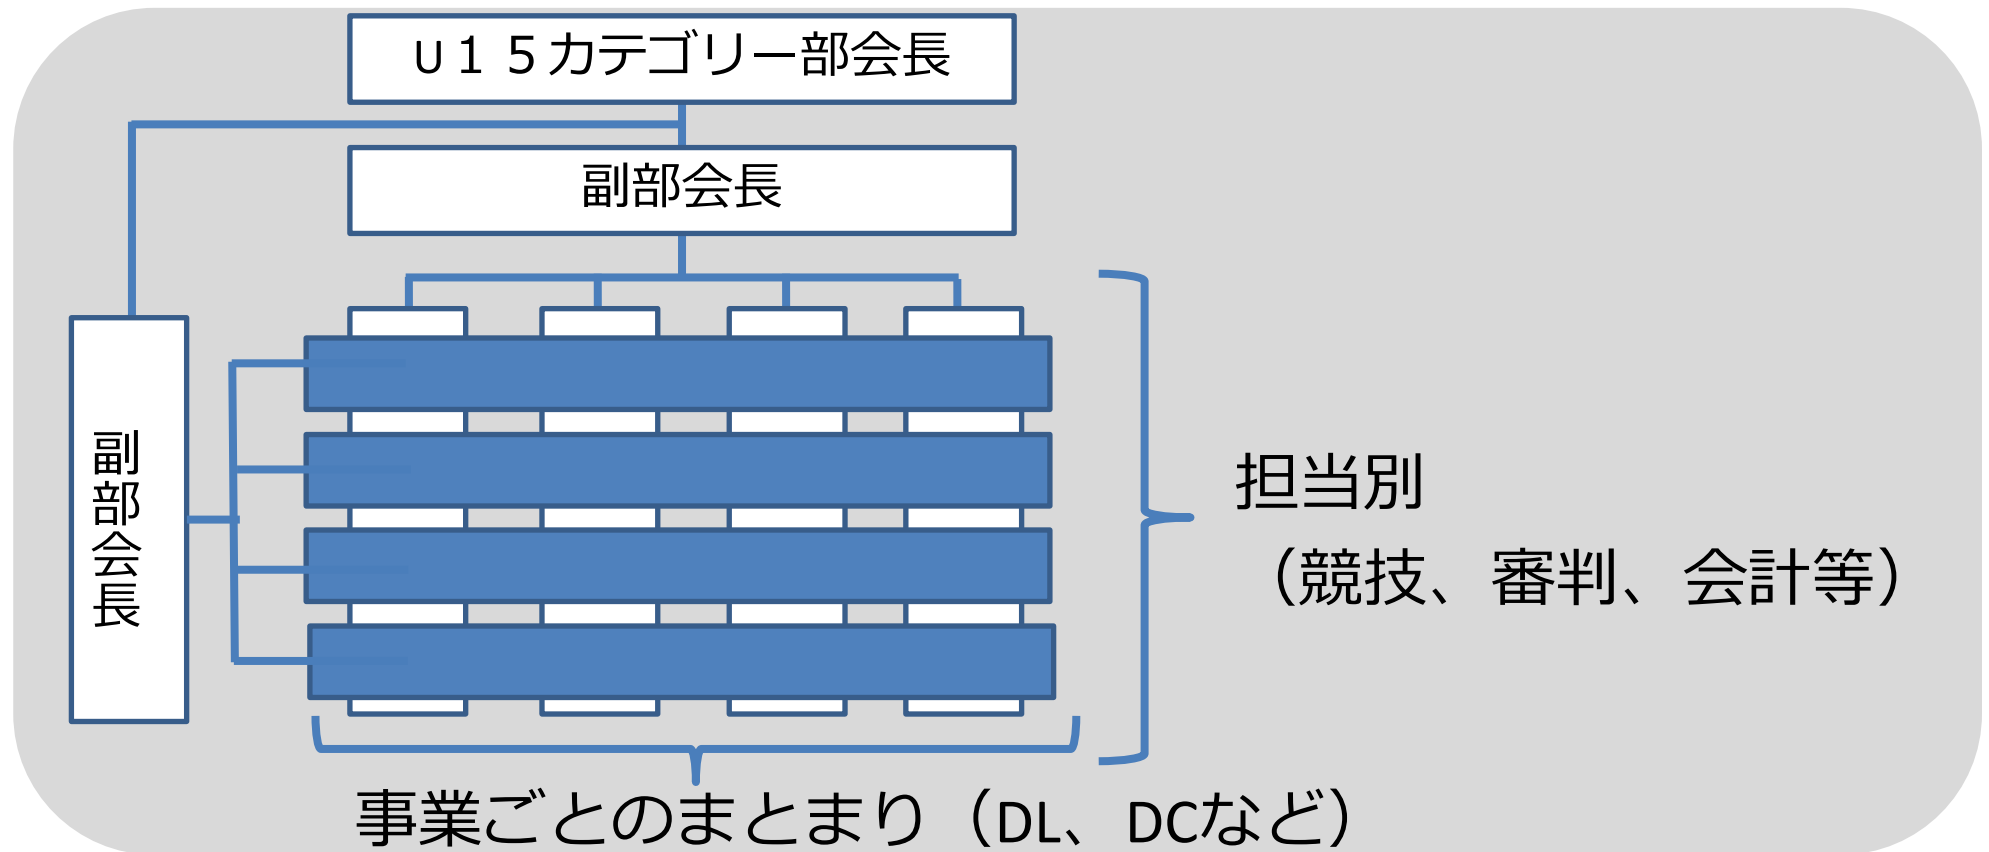 U１５カテゴリー部会長
副部会長
副部会長
担当別
（競技、審判、会計等）
事業ごとのまとまり（DL、DCなど）